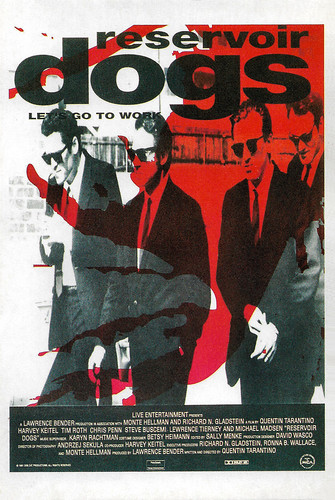 reservoir
dogs
LET'S GO TO WORK
LIVE ENTERTAINMENT PRESENTS
A LAWRENCE BENDER PRODUCTION IN ASSOCIATION WITH MONTE HELLMAN AND RICHARD N. GLADSTEIN A FILM BY QUENTIN TARANTINO
HARVEY KEITEL TIM ROTH CHRIS PENN STEVE BUSCEMI LAWRENCE TIERNEY AND MICHAEL MADSEN "RESERVOIR
DOGS" MUSIC SUPERVISOR KARYN RACHTMAN COSTUME DESIGNER BETSY HEIMANN EDITED BY SALLY MENKE PRODUCTION DESIGNER DAVID WASCO
DIRECTOR OF PHOTOGRAPHY ANDRZEJ SEKULA CO-PRODUCER HARVEY KEITEL EXECUTIVE PRODUCERS RICHARD N. GLADSTEIN, RONNA B. WALLACE,
AND MONTE HELLMAN PRODUCED BY LAWRENCE BENDER WRITTEN AND DIRECTED BY QUENTIN TARANTINO